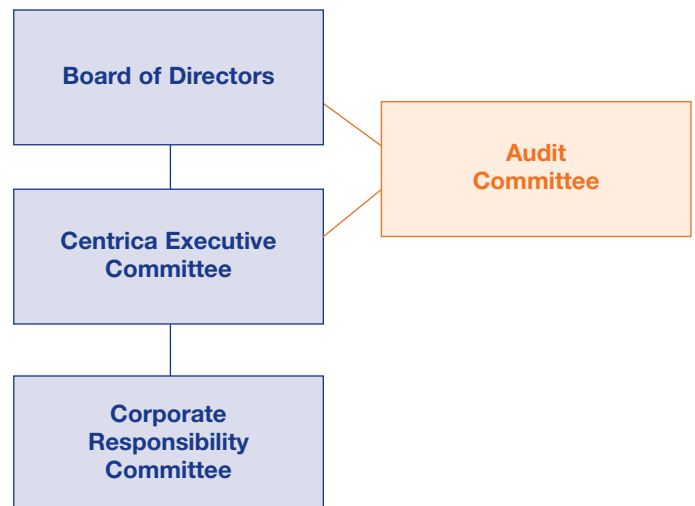 Board of Directors
Audit
Committee
Centrica Executive
Committee
Corporate
Responsibility
Committee